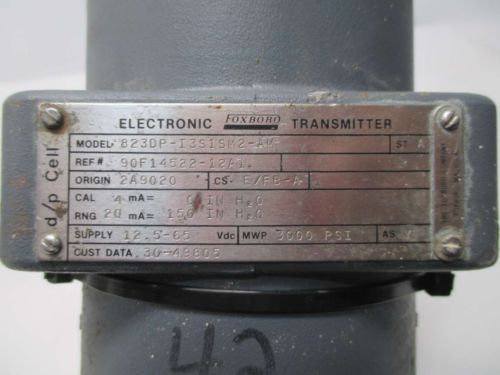 ELECTRONIC FOXBORO TRANSMITTER
MODEL 823DP-I3S1SM2-AM ST A
REF# 90F14522-12A1
ORIGIN 2A9020 CS- E/FB-A
CAL 4 mA= 0 IN H₂O
RNG 20 mA= 150 IN H₂O
SUPPLY 12.5-65 Vdc MWP 3000 PSI AS
CUST DATA 30-49805
d/p Cell
42